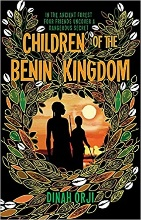 IN THE ANCIENT FOREST
FOUR FRIENDS UNCOVER A
DANGEROUS SECRET
CHILDREN OF THE
BENIN KINGDOM
DINAH ORJI